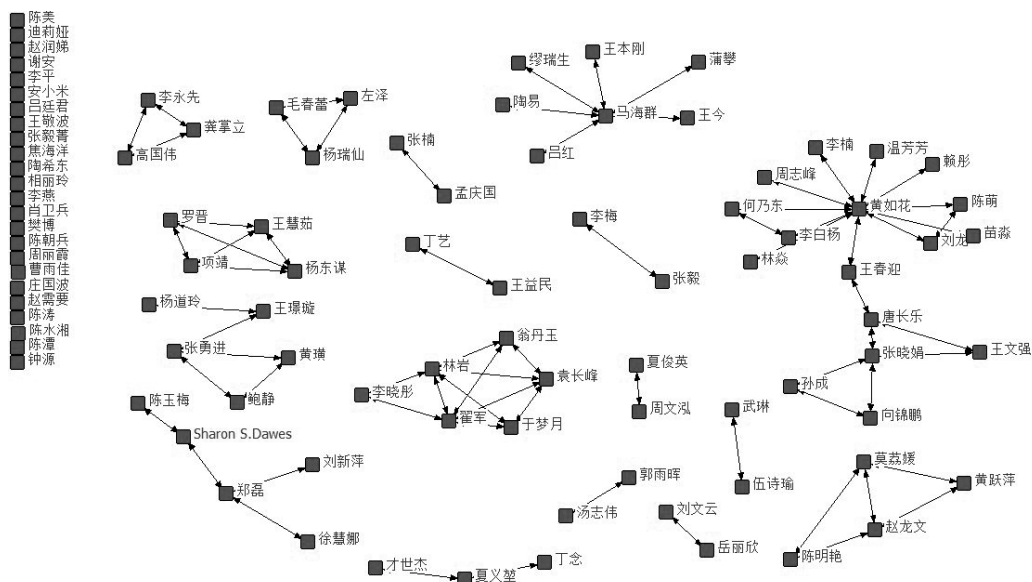 陈美
迪莉娅
赵润娣
谢安
李平
安小米
吕廷君
王敬波
张毅菁
焦海洋
陶希东
相丽玲
李燕
肖卫兵
樊博
陈朝兵
周丽霞
曹雨佳
庄国波
赵需要
陈涛
陈水湘
陈潭
钟源
李永先
龚掌立
高国伟
毛春蕾
左泽
杨瑞仙
张楠
孟庆国
缪瑞生
王本刚
蒲攀
陶易
马海群
王今
吕红
李楠
温芳芳
赖彤
周志峰
何乃东
黄如花
陈萌
李白杨
刘龙
苗淼
林焱
王春迎
罗晋
王慧茹
项靖
杨东谋
丁艺
王益民
李梅
张毅
杨道玲
王璟璇
张勇进
黄璜
鲍静
翁丹玉
林岩
袁长峰
李晓彤
翟军
于梦月
夏俊英
周文泓
唐长乐
张晓娟
王文强
孙成
向锦鹏
武琳
伍诗瑜
陈玉梅
Sharon S.Dawes
刘新萍
郑磊
徐慧娜
郭雨晖
汤志伟
刘文云
岳丽欣
莫荔媛
黄跃萍
赵龙文
陈明艳
才世杰
夏义堃
丁念